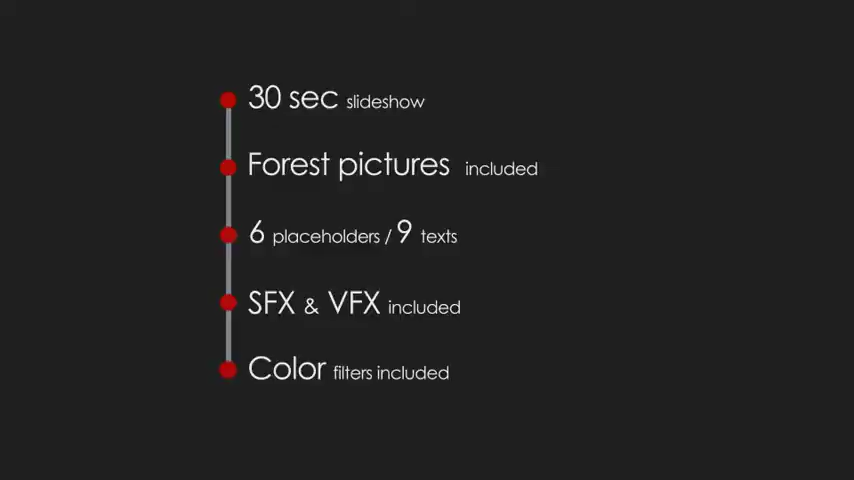 30 sec slideshow
Forest pictures included
6 placeholders / 9 texts
SFX & VFX included
Color filters included